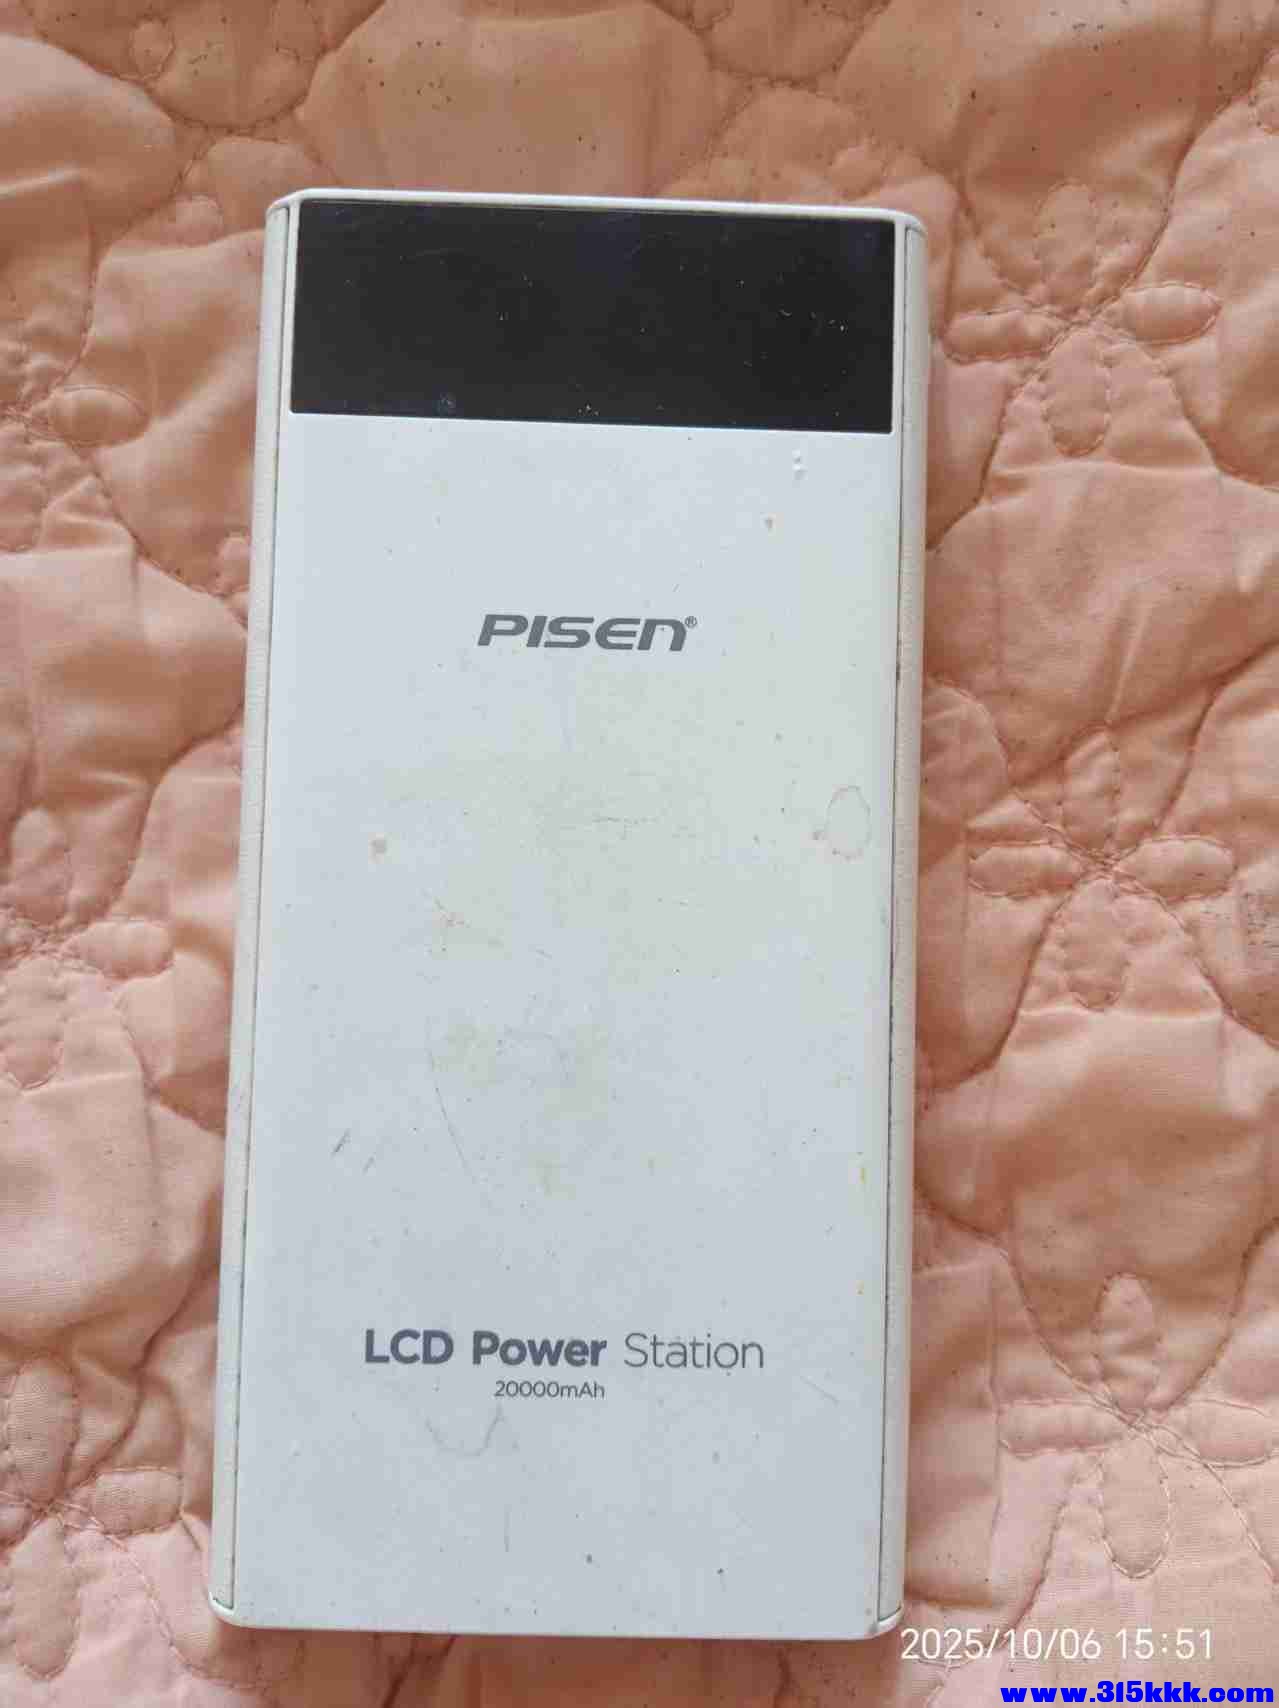 PISEN®
LCD Power Station
20000mAh
2025/10/06 15:51
www.315kkk.com